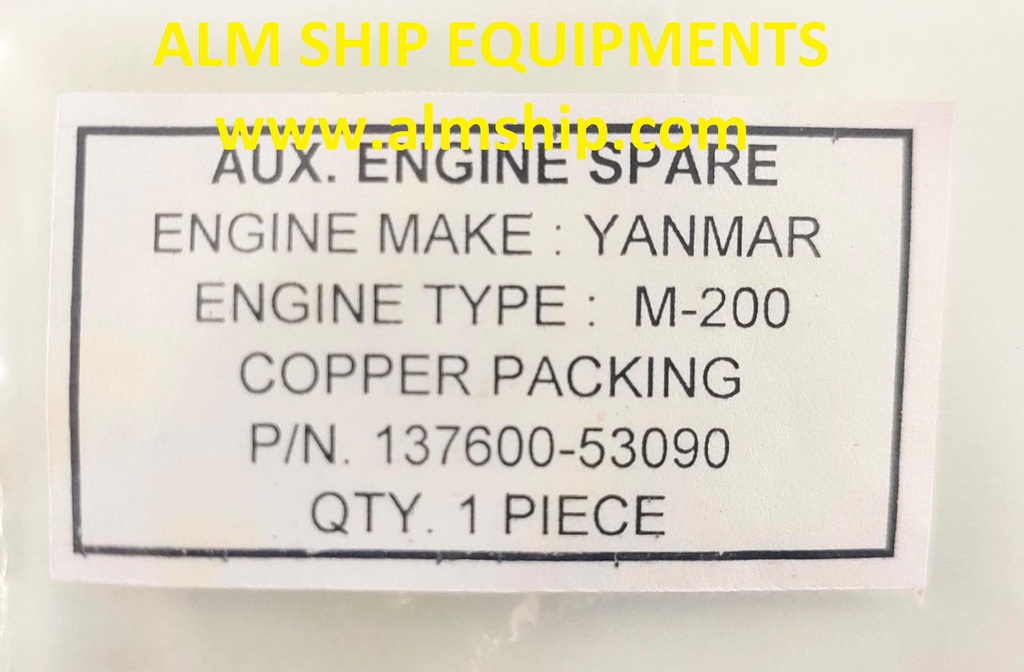 ALM SHIP EQUIPMENTS
www.almship.com
AUX. ENGINE SPARE
ENGINE MAKE : YANMAR
ENGINE TYPE : M-200
COPPER PACKING
P/N. 137600-53090
QTY. 1 PIECE